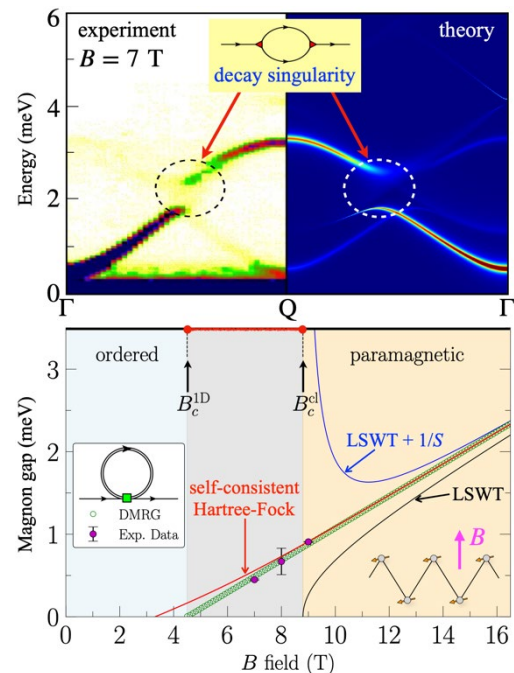 experiment
B = 7 T
theory
decay singularity
Energy (meV)
6
4
2
0
Γ
Q
Γ
ordered
paramagnetic
B_c^{1D}
B_c^{cl}
LSWT + 1/S
LSWT
self-consistent
Hartree-Fock
DMRG
Exp. Data
B
Magnon gap (meV)
3
2
1
0
0
2
4
6
8
10
12
14
16
B field (T)